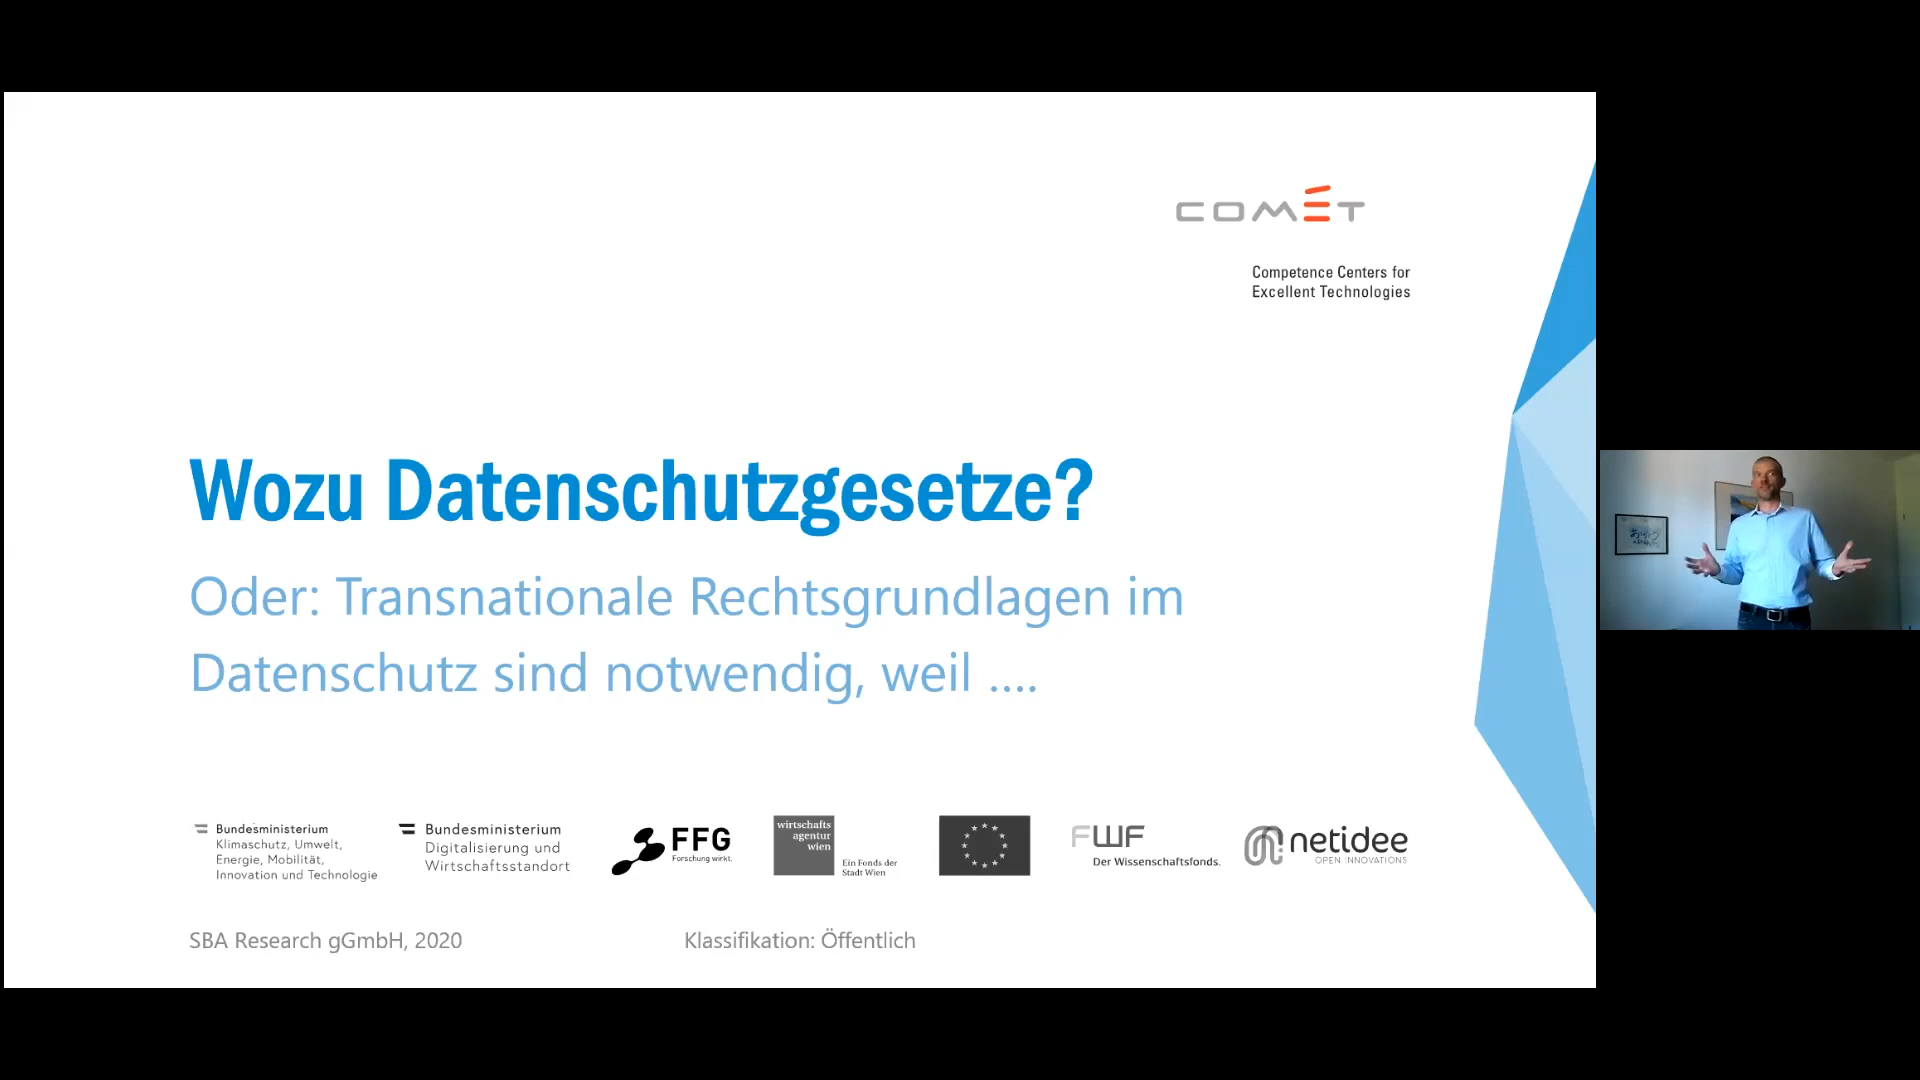 COMET
Competence Centers for
Excellent Technologies
Wozu Datenschutzgesetze?
Oder: Transnationale Rechtsgrundlagen im
Datenschutz sind notwendig, weil ....
Bundesministerium
Klimaschutz, Umwelt,
Energie, Mobilität,
Innovation und Technologie
Bundesministerium
Digitalisierung und
Wirtschaftsstandort
FFG
Forschung wirkt.
wirtschafts
agentur
wien
Ein Fonds der
Stadt Wien
FWF
Der Wissenschaftsfonds.
netidee
OPEN INNOVATIONS
SBA Research gGmbH, 2020
Klassifikation: Öffentlich